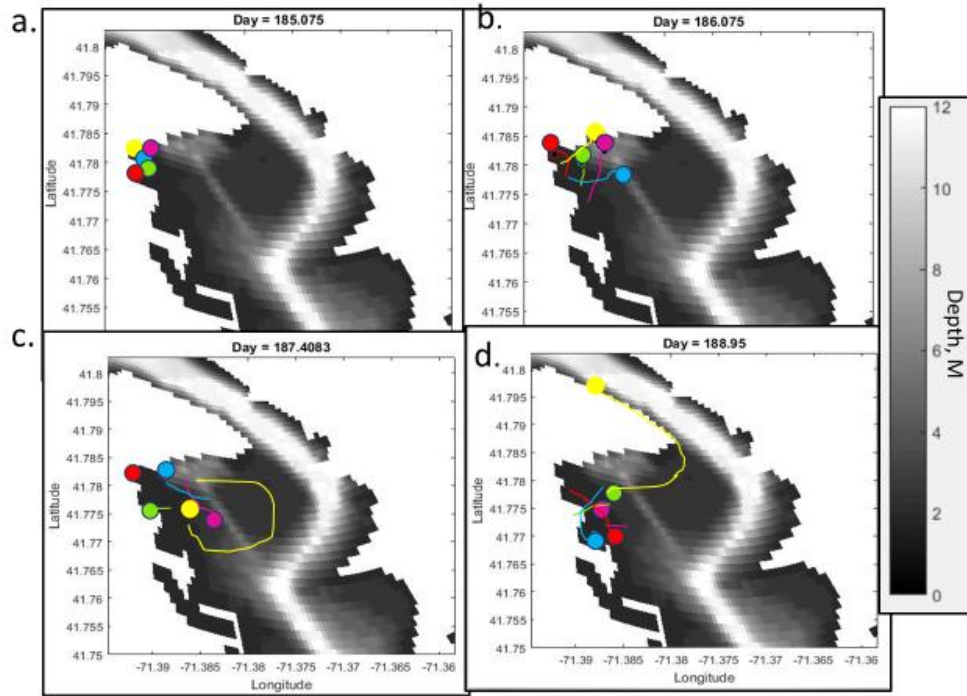 a.
Day = 185.075
41.8
41.795
41.79
41.785
41.78
41.775
41.77
41.765
41.76
41.755
Latitude
b.
Day = 186.075
41.8
41.795
41.79
41.785
41.78
41.775
41.77
41.765
41.76
41.755
Latitude
c.
Day = 187.4083
41.8
41.795
41.79
41.785
41.78
41.775
41.77
41.765
41.76
41.755
41.75
Latitude
-71.39 -71.385 -71.38 -71.375 -71.37 -71.365 -71.36
Longitude
d.
Day = 188.95
41.8
41.795
41.79
41.785
41.78
41.775
41.77
41.765
41.76
41.755
41.75
Latitude
-71.39 -71.385 -71.38 -71.375 -71.37 -71.365 -71.36
Longitude
12
10
8
6
4
2
0
Depth, M